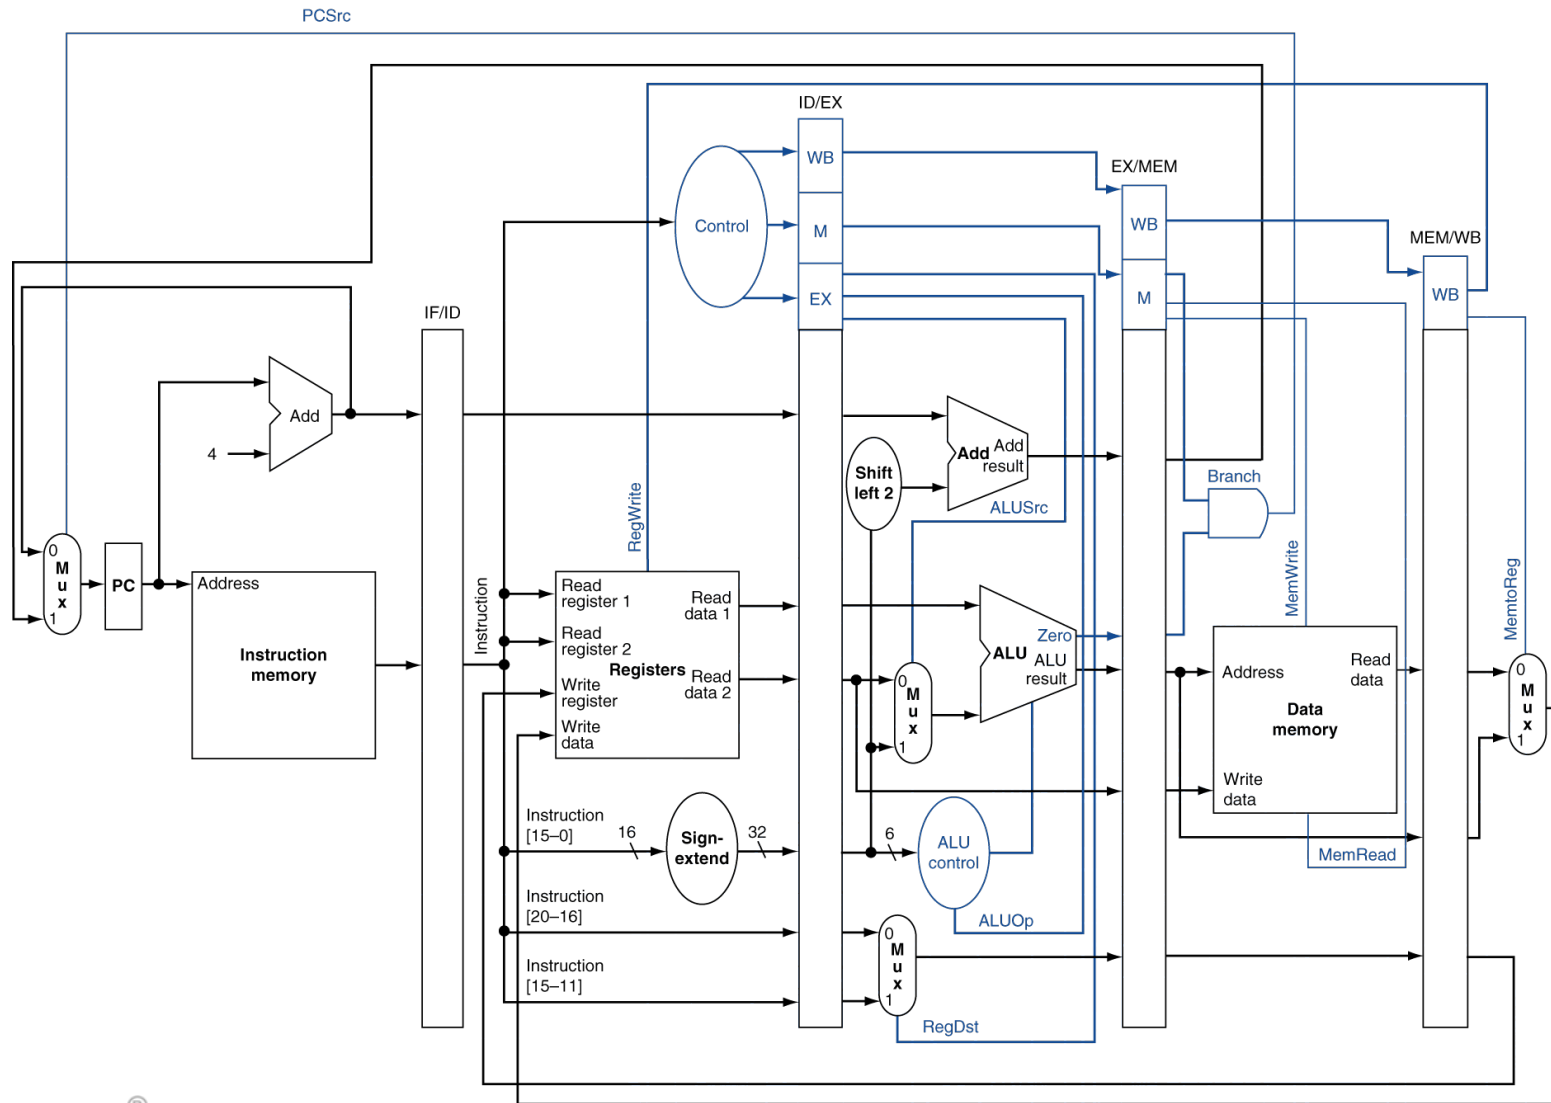 PCSrc
ID/EX
WB
EX/MEM
Control
M
WB
MEM/WB
EX
M
WB
IF/ID
Add
4
Add
Add
result
Shift
left 2
Branch
ALUSrc
RegWrite
MemWrite
MemtoReg
0
M
u
x
1
PC
Address
Instruction
memory
Instruction
Read
register 1
Read
register 2
Write
register
Write
data
Registers
Read
data 1
Read
data 2
Zero
ALU
ALU
result
0
M
u
x
1
Address
Read
data
Data
memory
Write
data
0
M
u
x
1
MemRead
Instruction
[15–0]
16
Sign-
extend
32
6
ALU
control
Instruction
[20–16]
ALUOp
Instruction
[15–11]
0
M
u
x
1
RegDst
®